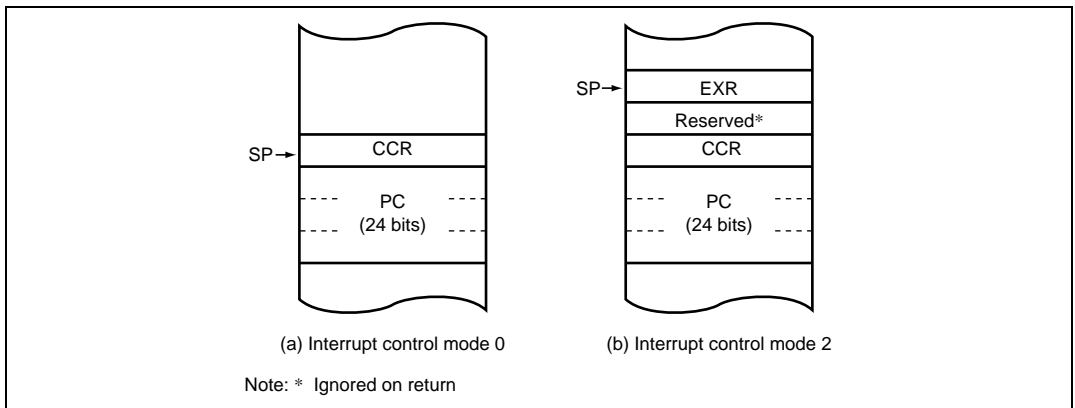 SP
CCR
PC
(24 bits)
(a) Interrupt control mode 0
SP
EXR
Reserved*
CCR
PC
(24 bits)
(b) Interrupt control mode 2
Note: * Ignored on return